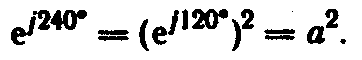 e^{j240°} = (e^{j120°})^2 = a^2.